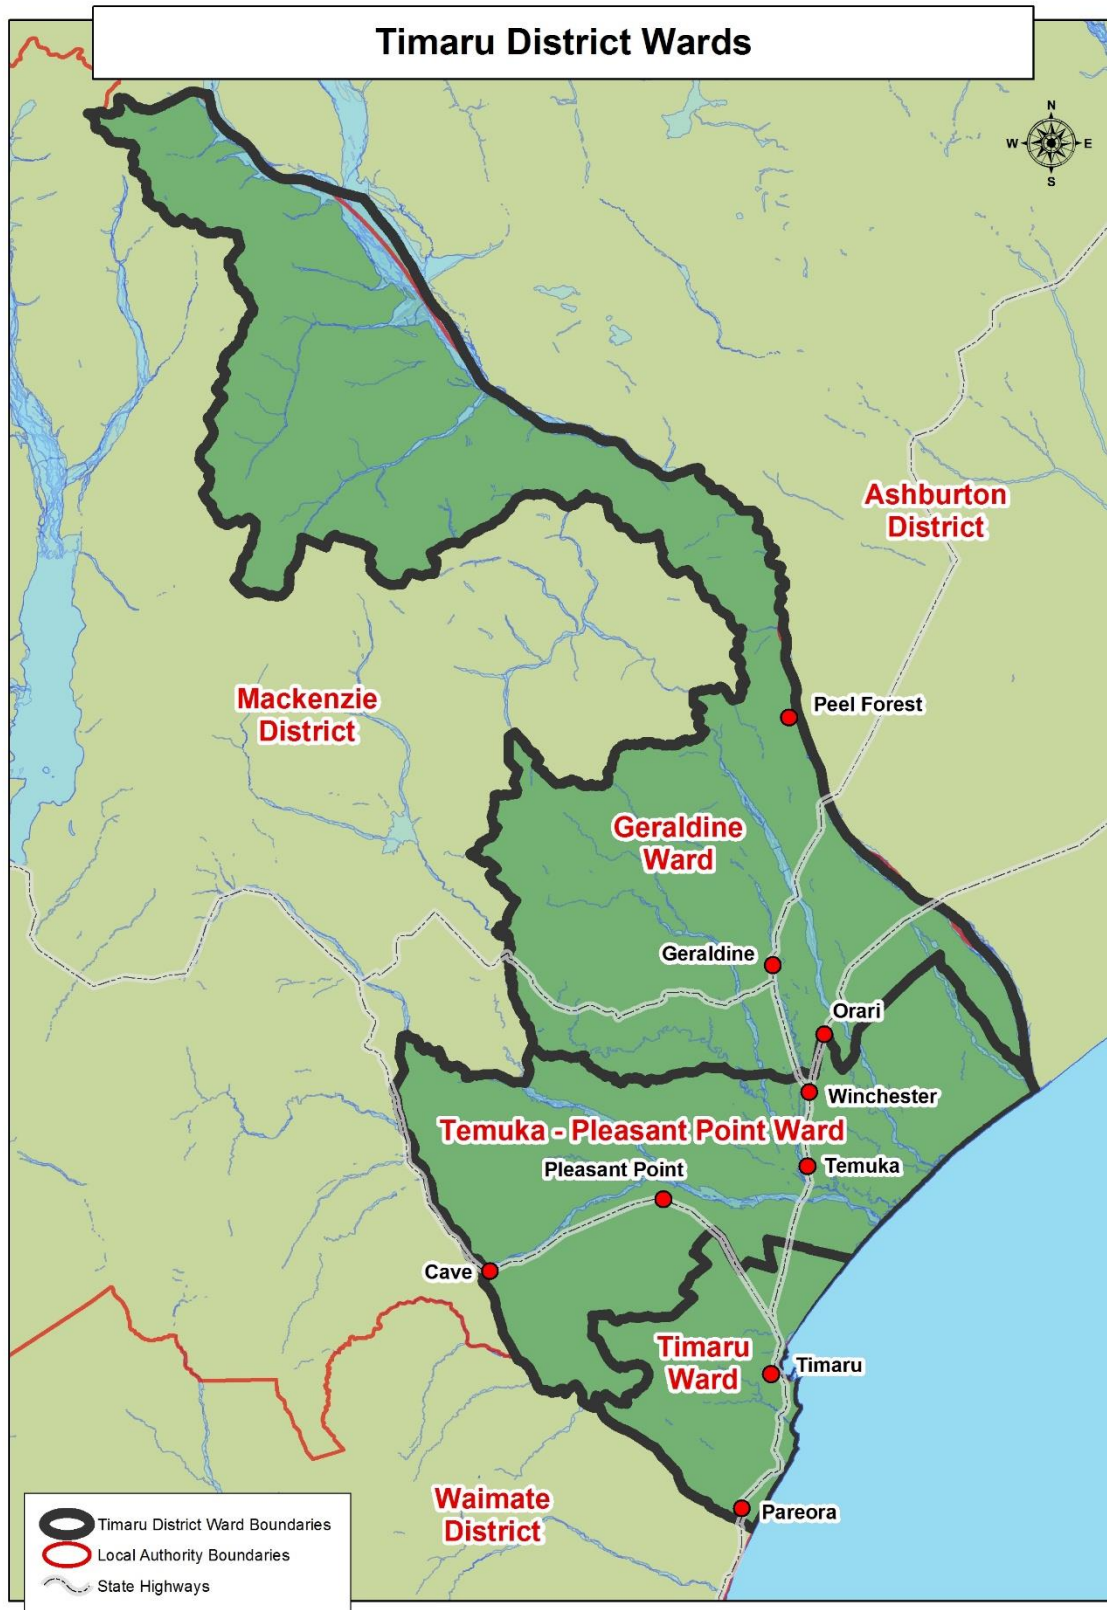 Timaru District Wards
N
W
E
S
Ashburton
District
Mackenzie
District
Peel Forest
Geraldine
Ward
Geraldine
Orari
Winchester
Temuka - Pleasant Point Ward
Pleasant Point
Temuka
Cave
Timaru
Ward
Timaru
Waimate
District
Pareora
Timaru District Ward Boundaries
Local Authority Boundaries
State Highways